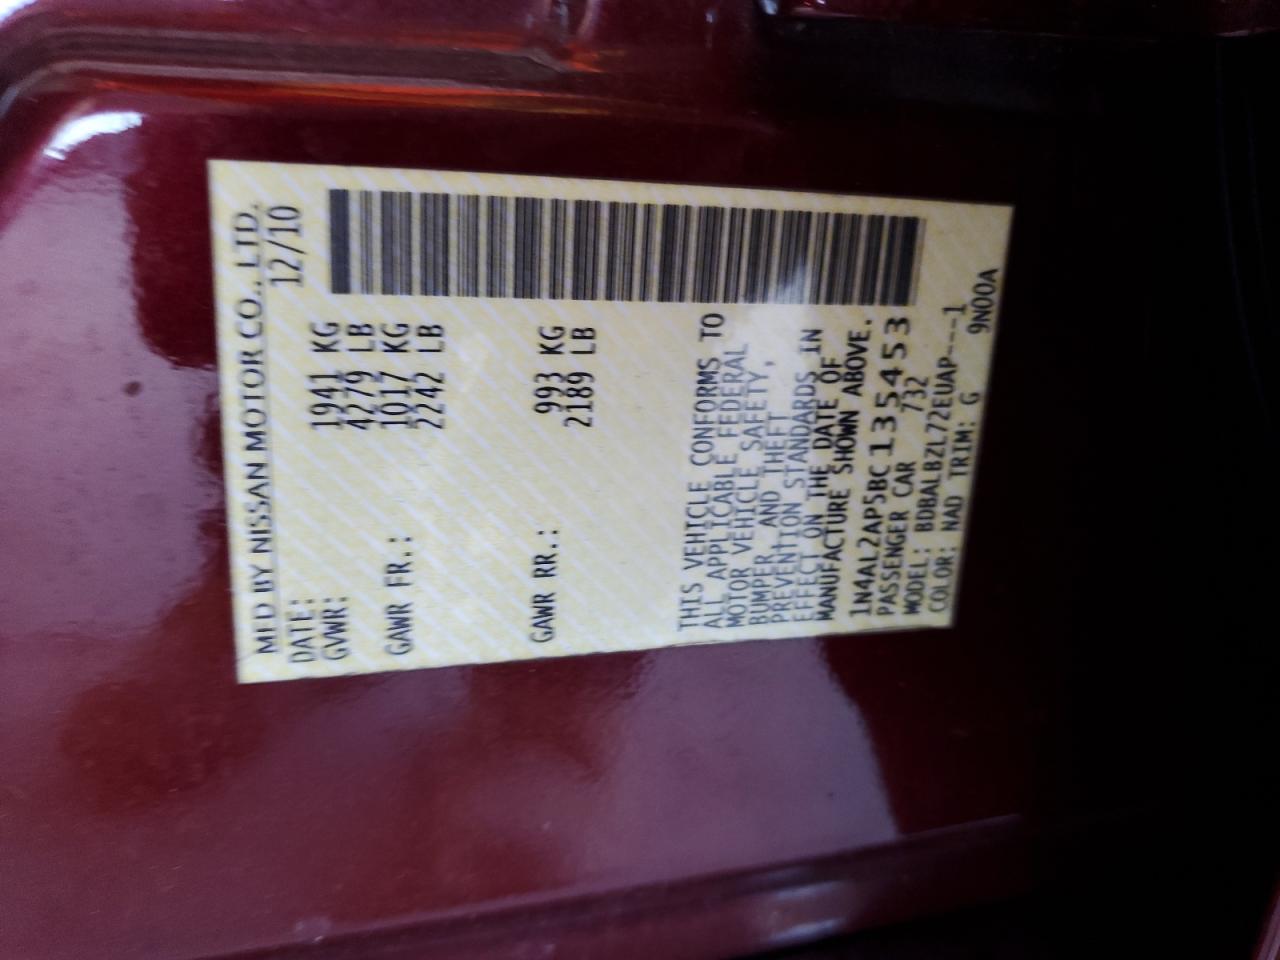 MFD BY NISSAN MOTOR CO., LTD.
DATE: 12/10
GVWR: 1941 KG
4279 LB
GAWR FR.: 1017 KG
2242 LB
GAWR RR.: 993 KG
2189 LB
THIS VEHICLE CONFORMS TO
ALL APPLICABLE FEDERAL
MOTOR VEHICLE SAFETY,
BUMPER AND THEFT
PREVENTION STANDARDS IN
EFFECT ON THE DATE OF
MANUFACTURE SHOWN ABOVE.
1N4AL2AP5BC135453
PASSENGER CAR 732
MODEL: BDBALBZL72EUAP---1
COLOR: NAD TRIM: G 9N00A